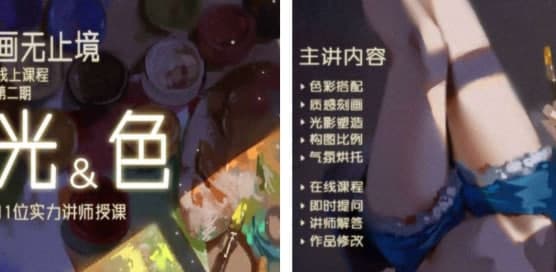 画无止境
线上课程
第二期
光&色
11位实力讲师授课
主讲内容
色彩搭配
质感刻画
光影塑造
构图比例
气氛烘托
在线课程
即时提问
讲师解答
作品修改